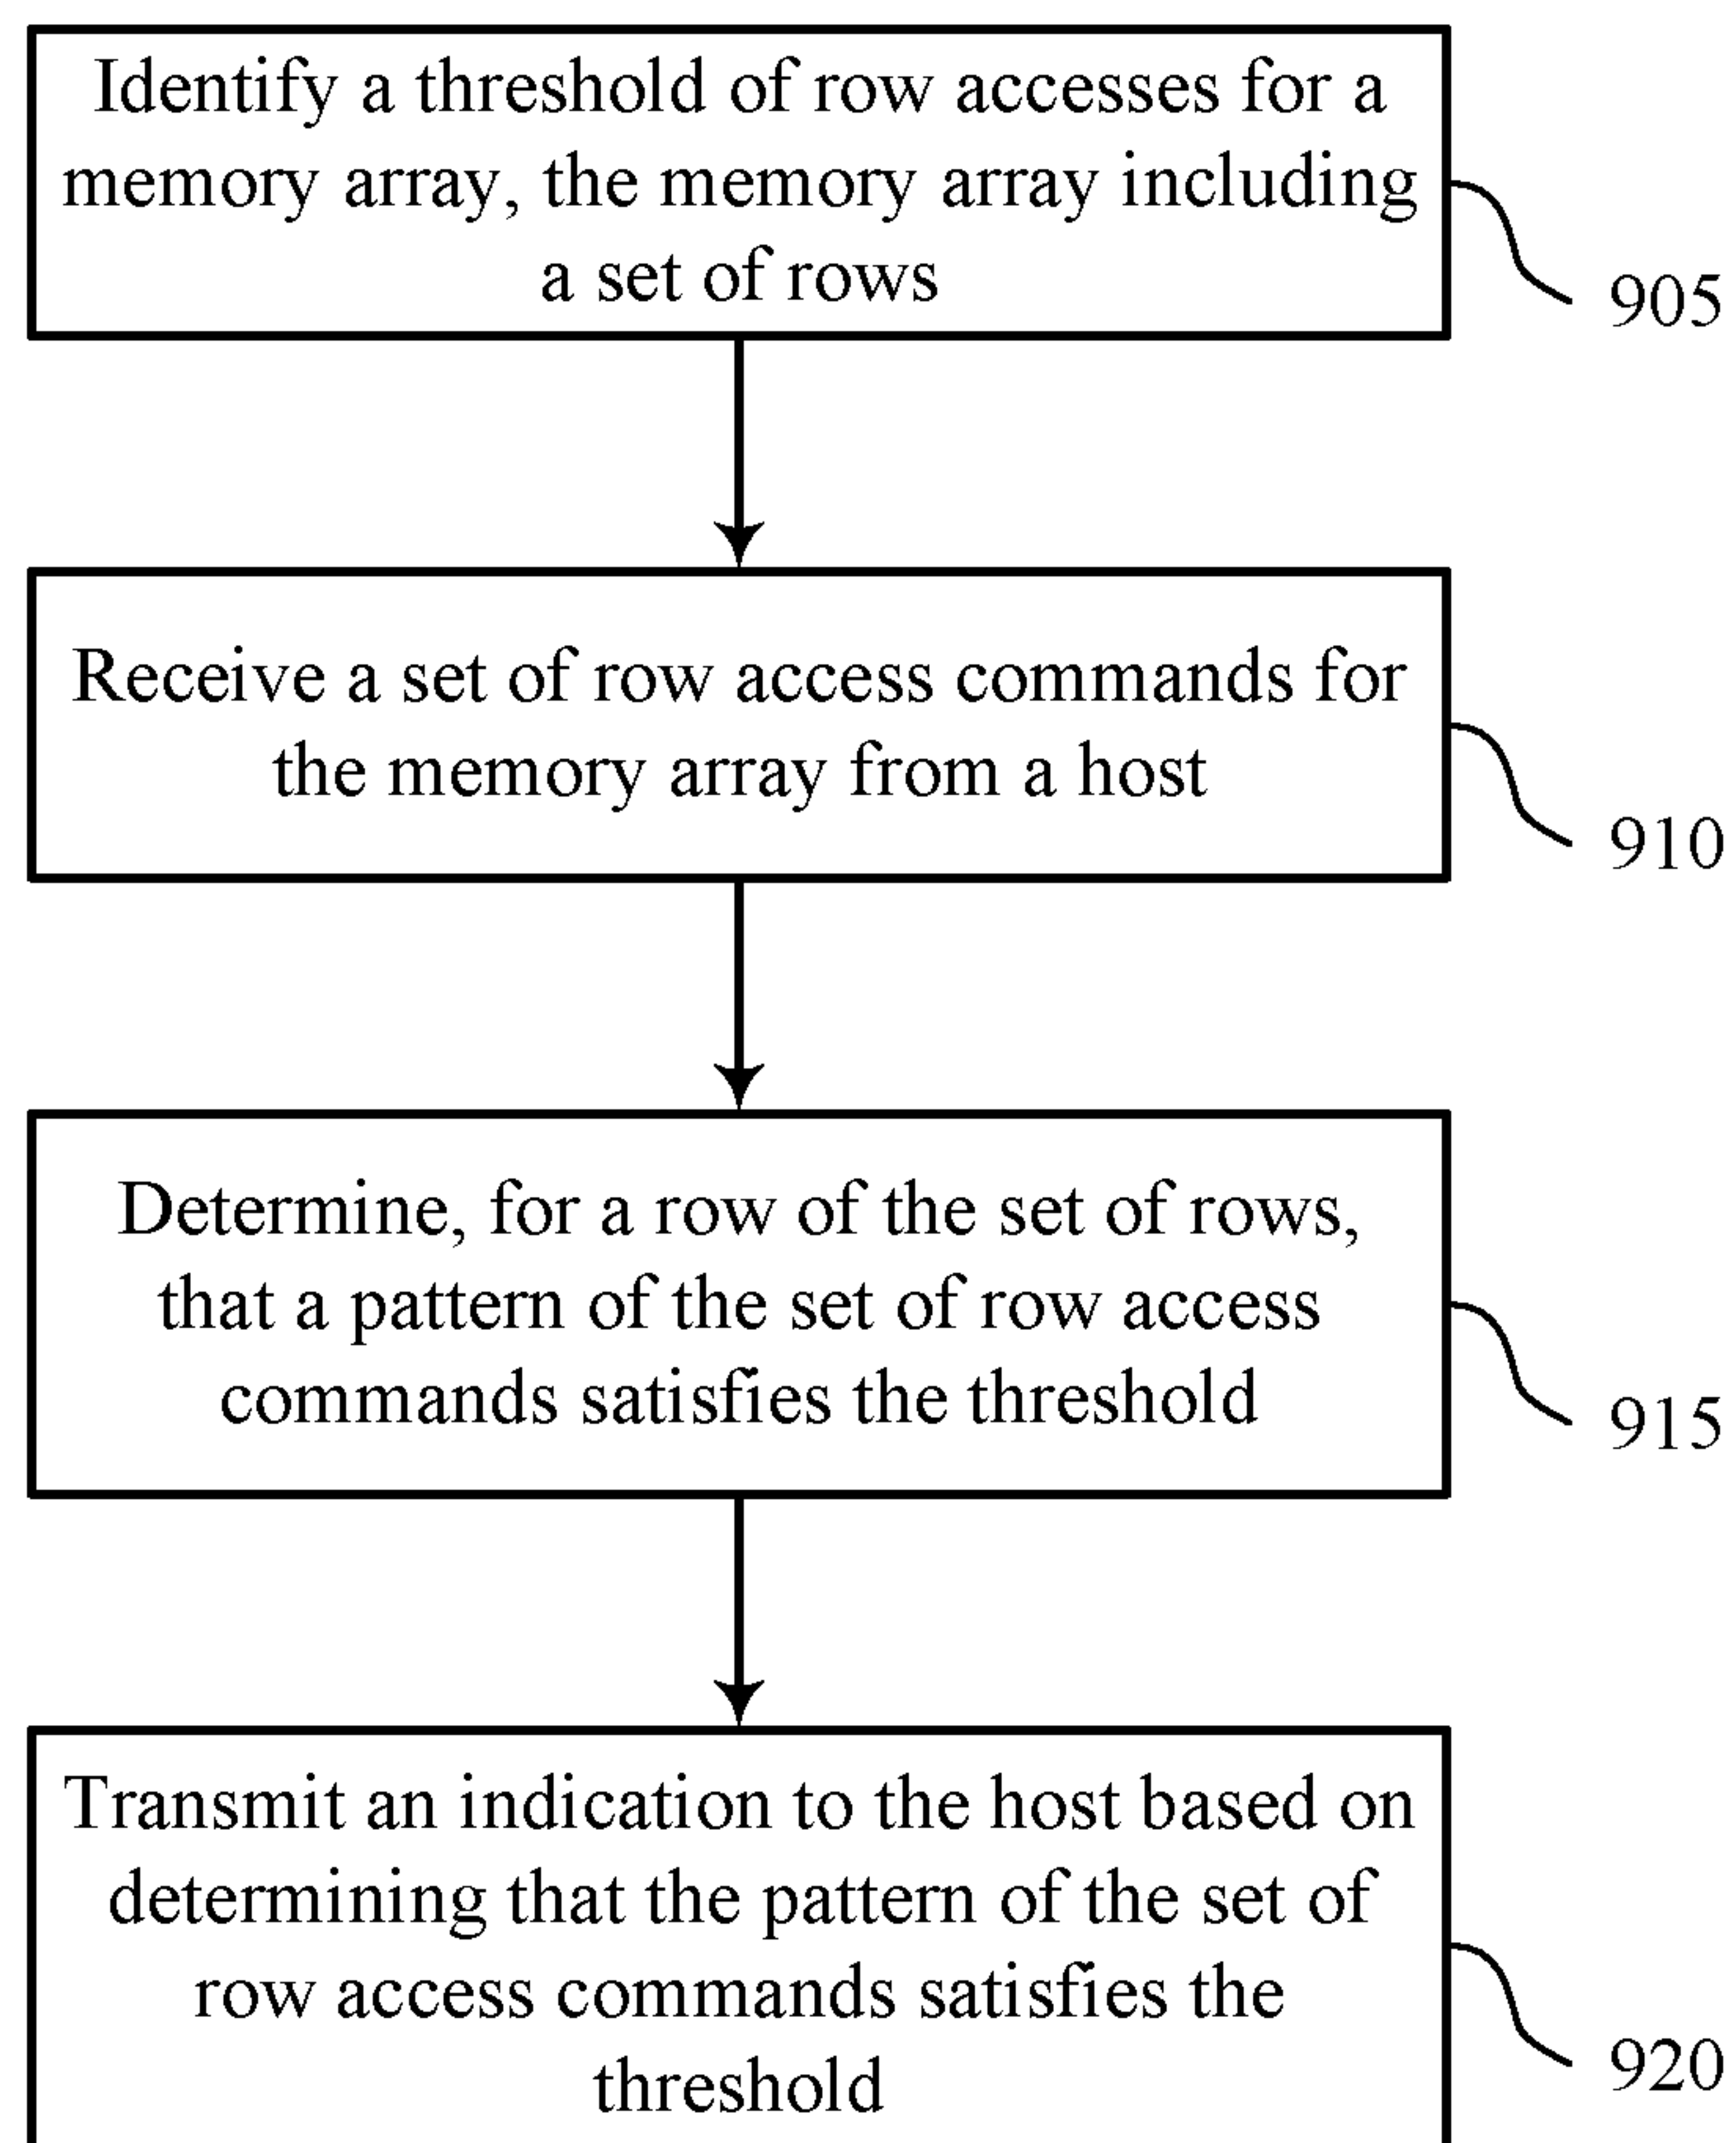 Identify a threshold of row accesses for a
memory array, the memory array including
a set of rows
905
Receive a set of row access commands for
the memory array from a host
910
Determine, for a row of the set of rows,
that a pattern of the set of row access
commands satisfies the threshold
915
Transmit an indication to the host based on
determining that the pattern of the set of
row access commands satisfies the
threshold
920